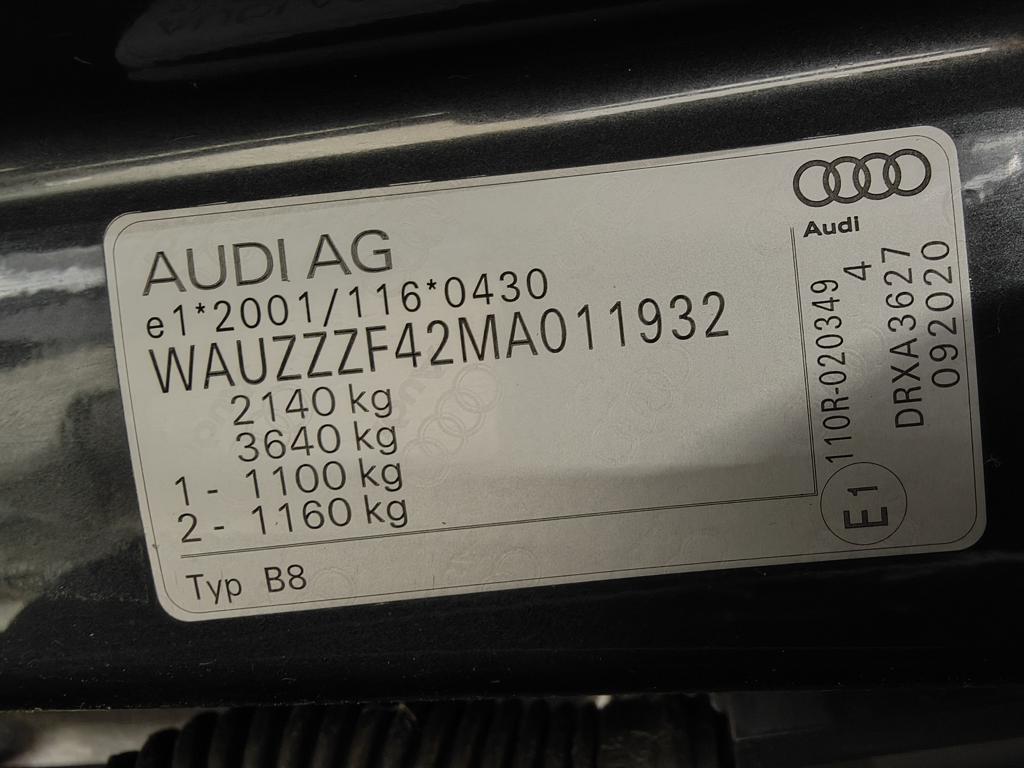 AUDI AG
e1*2001/116*0430
WAUZZZF42MA011932
2140 kg
3640 kg
1 - 1100 kg
2 - 1160 kg
Typ B8
Audi
110R-020349
4
DRXA3627
092020
E1